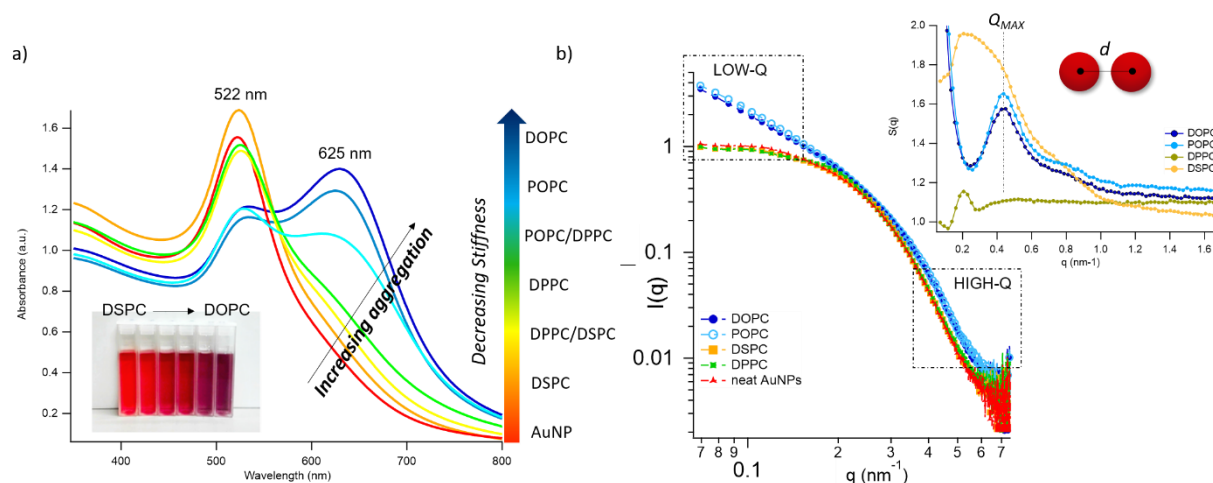 a)
522 nm
625 nm
Absorbance (a.u.)
1.6
1.4
1.2
1.0
0.8
0.6
0.4
0.2
DSPC → DOPC
Increasing aggregation
400
500
600
700
800
Wavelength (nm)
Decreasing Stiffness
DOPC
POPC
POPC/DPPC
DPPC
DPPC/DSPC
DSPC
AuNP
b)
LOW-Q
HIGH-Q
I(q)
1
0.1
0.01
DOPC
POPC
DSPC
DPPC
neat AuNPs
7 8 9 0.1 2 3 4 5 6 7
q (nm⁻¹)
QMAX
d
S(q)
2.0
1.8
1.6
1.4
1.2
1.0
DOPC
POPC
DPPC
DSPC
0.2 0.4 0.6 0.8 1.0 1.2 1.4 1.6
q (nm-1)